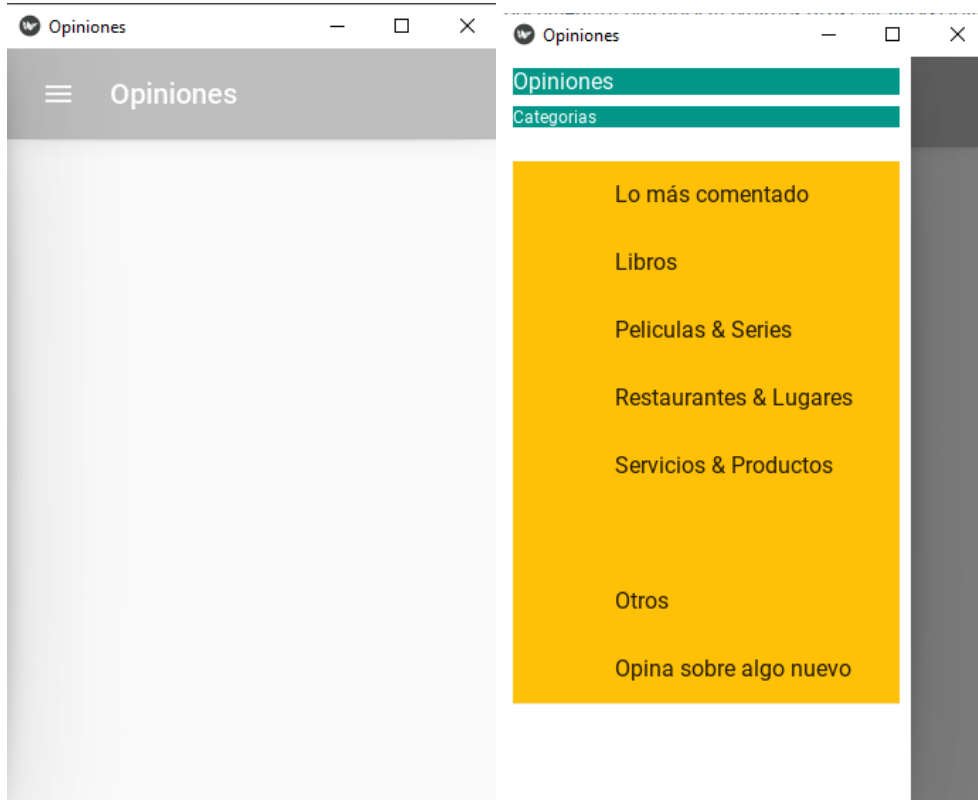 Opiniones
Opiniones
Opiniones
Opiniones
Categorias
Lo más comentado
Libros
Peliculas & Series
Restaurantes & Lugares
Servicios & Productos
Otros
Opina sobre algo nuevo